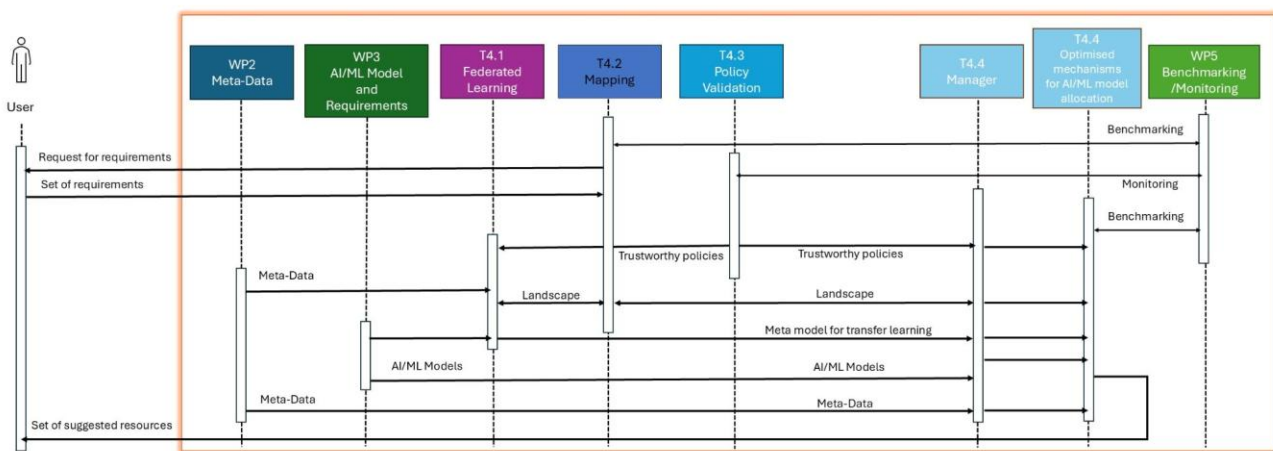 User
WP2
Meta-Data
WP3
AI/ML Model
and
Requirements
T4.1
Federated
Learning
T4.2
Mapping
T4.3
Policy
Validation
T4.4
Manager
T4.4
Optimised
mechanisms
for AI/ML model
allocation
WP5
Benchmarking
/Monitoring
Benchmarking
Request for requirements
Set of requirements
Monitoring
Benchmarking
Trustworthy policies
Trustworthy policies
Meta-Data
Landscape
Landscape
Meta model for transfer learning
AI/ML Models
AI/ML Models
Meta-Data
Meta-Data
Set of suggested resources